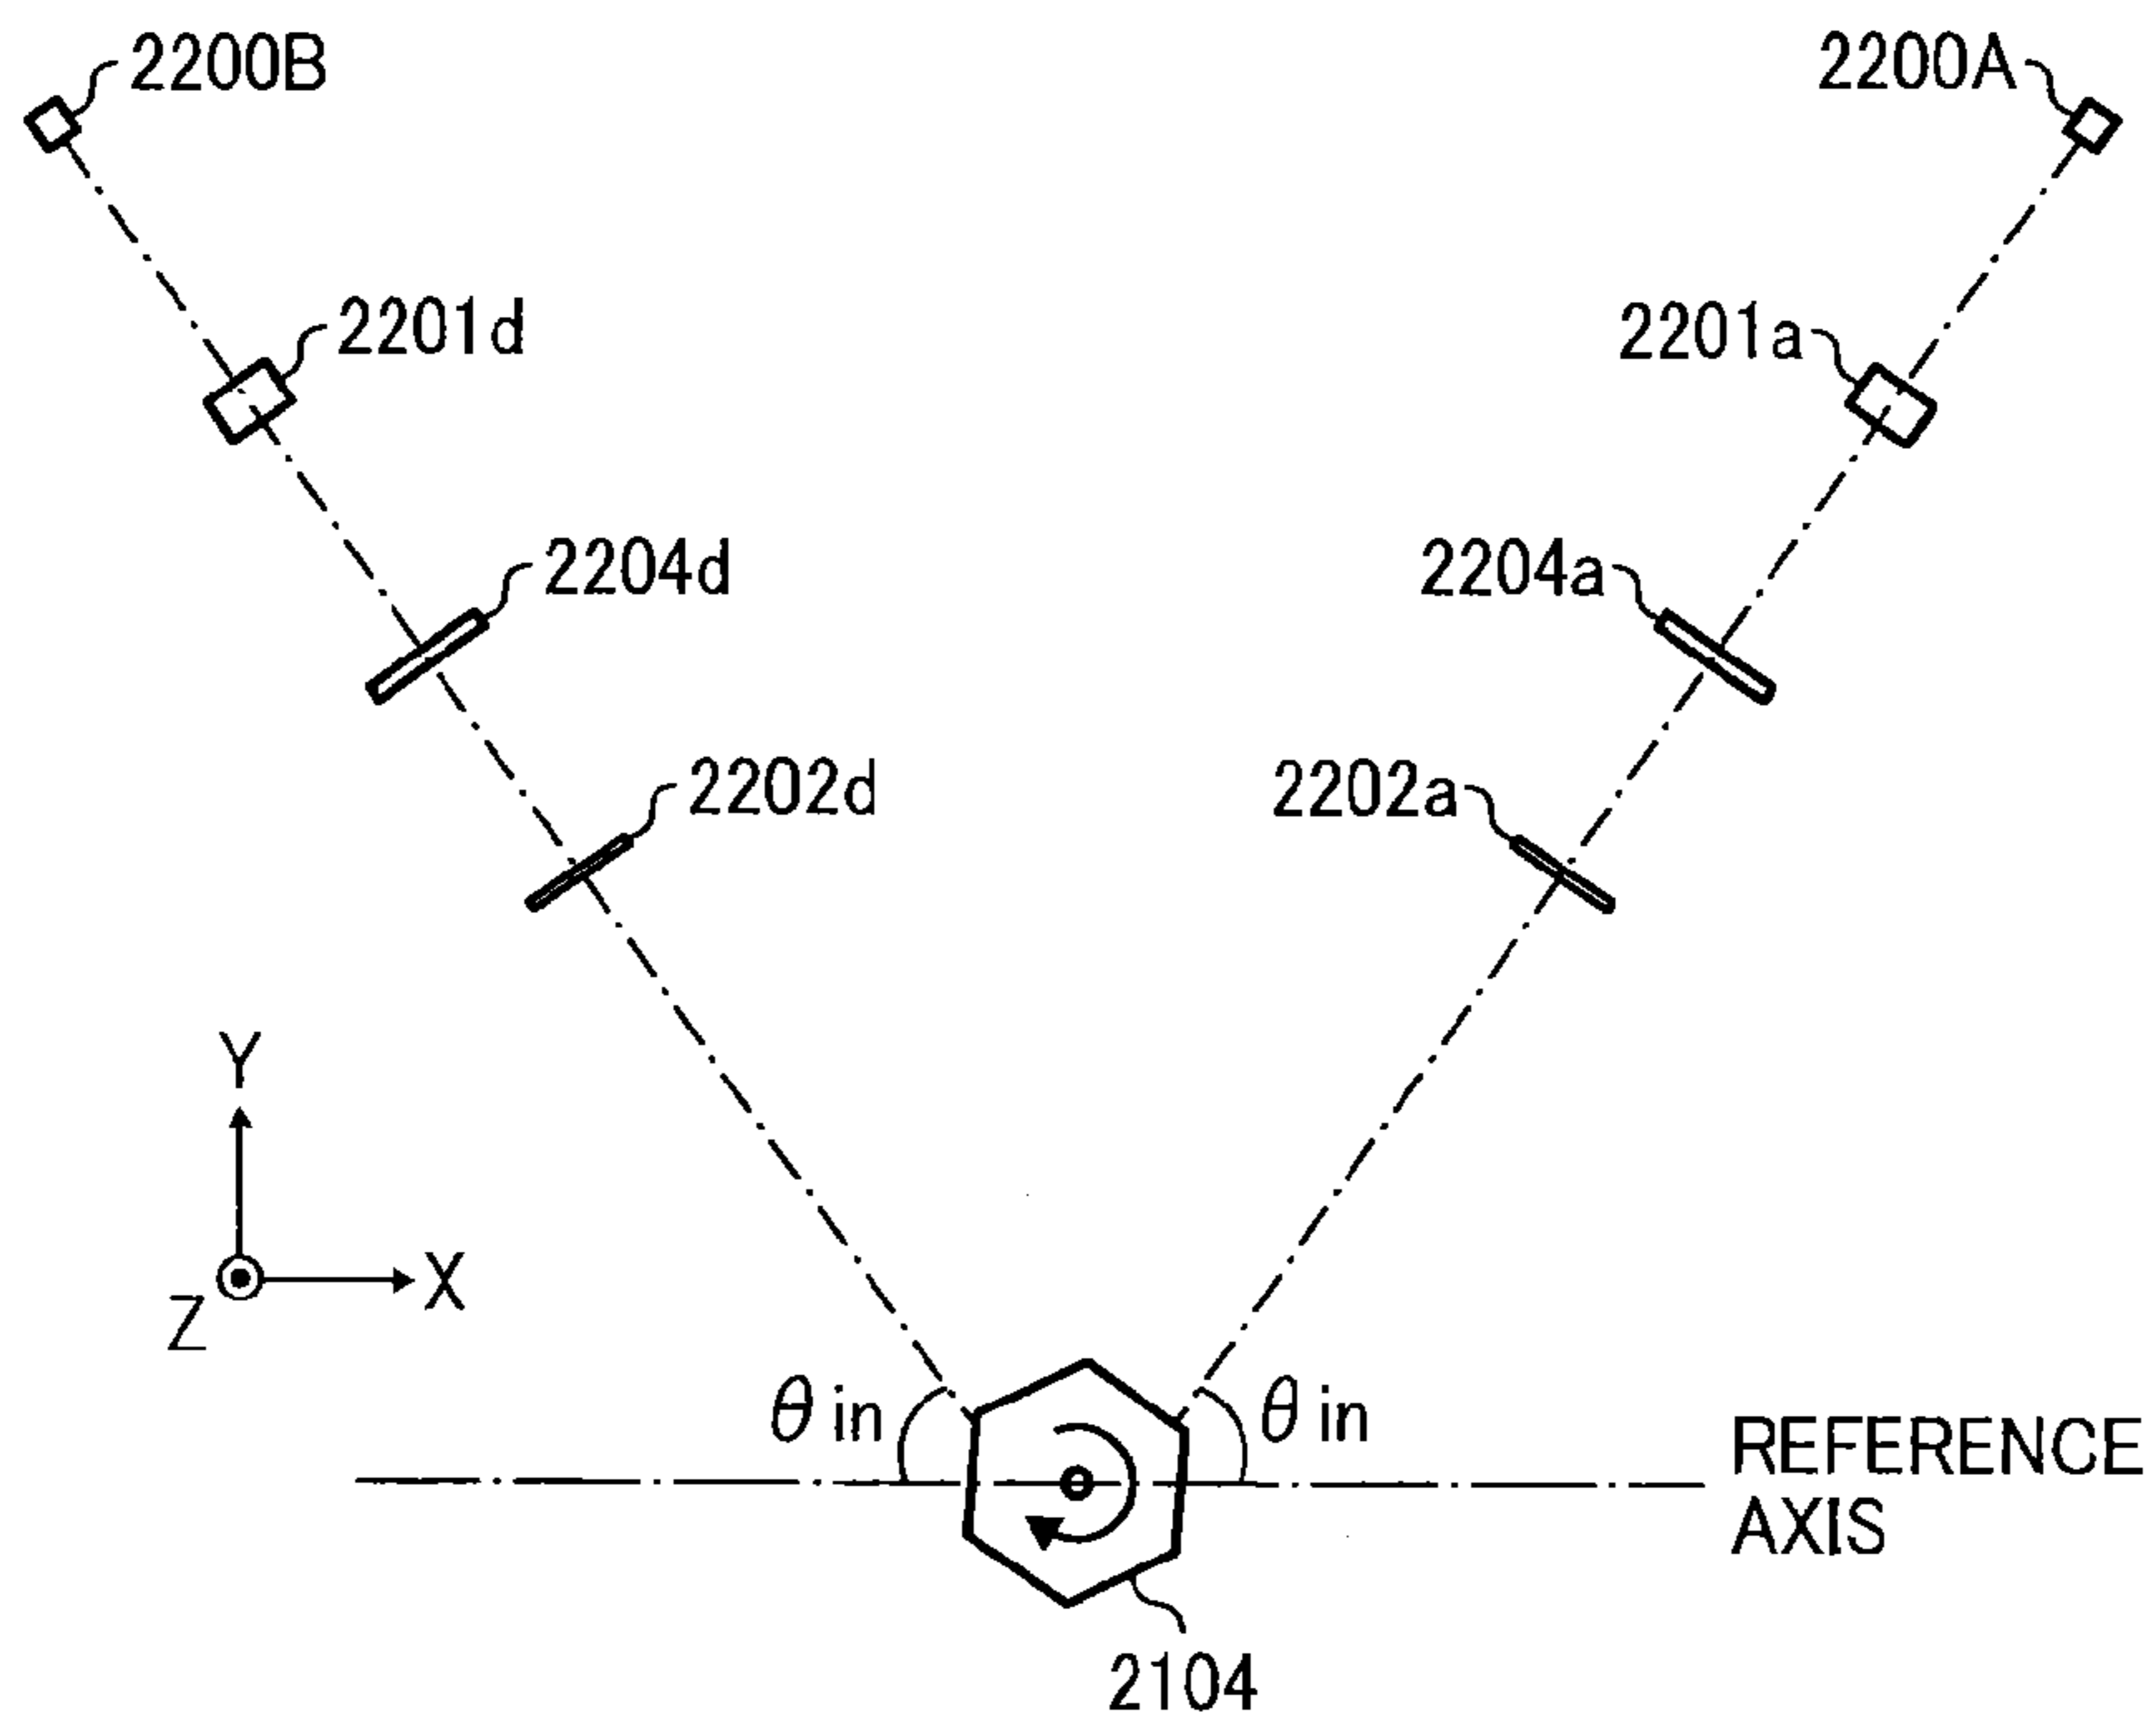 2200B
2200A
2201d
2201a
2204d
2204a
2202d
2202a
Y
X
Z
θ in
θ in
REFERENCE
AXIS
2104